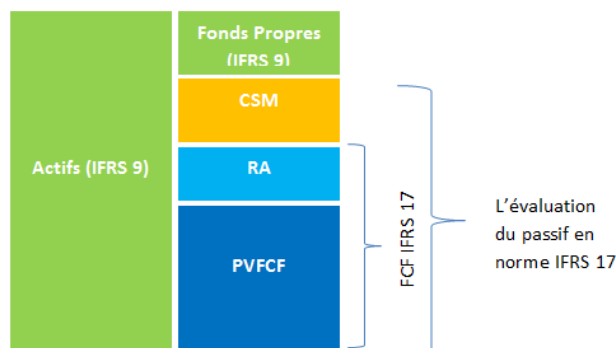 Fonds Propres
(IFRS 9)
CSM
Actifs (IFRS 9)
RA
PVFCF
FCF IFRS 17
L'évaluation
du passif en
norme IFRS 17